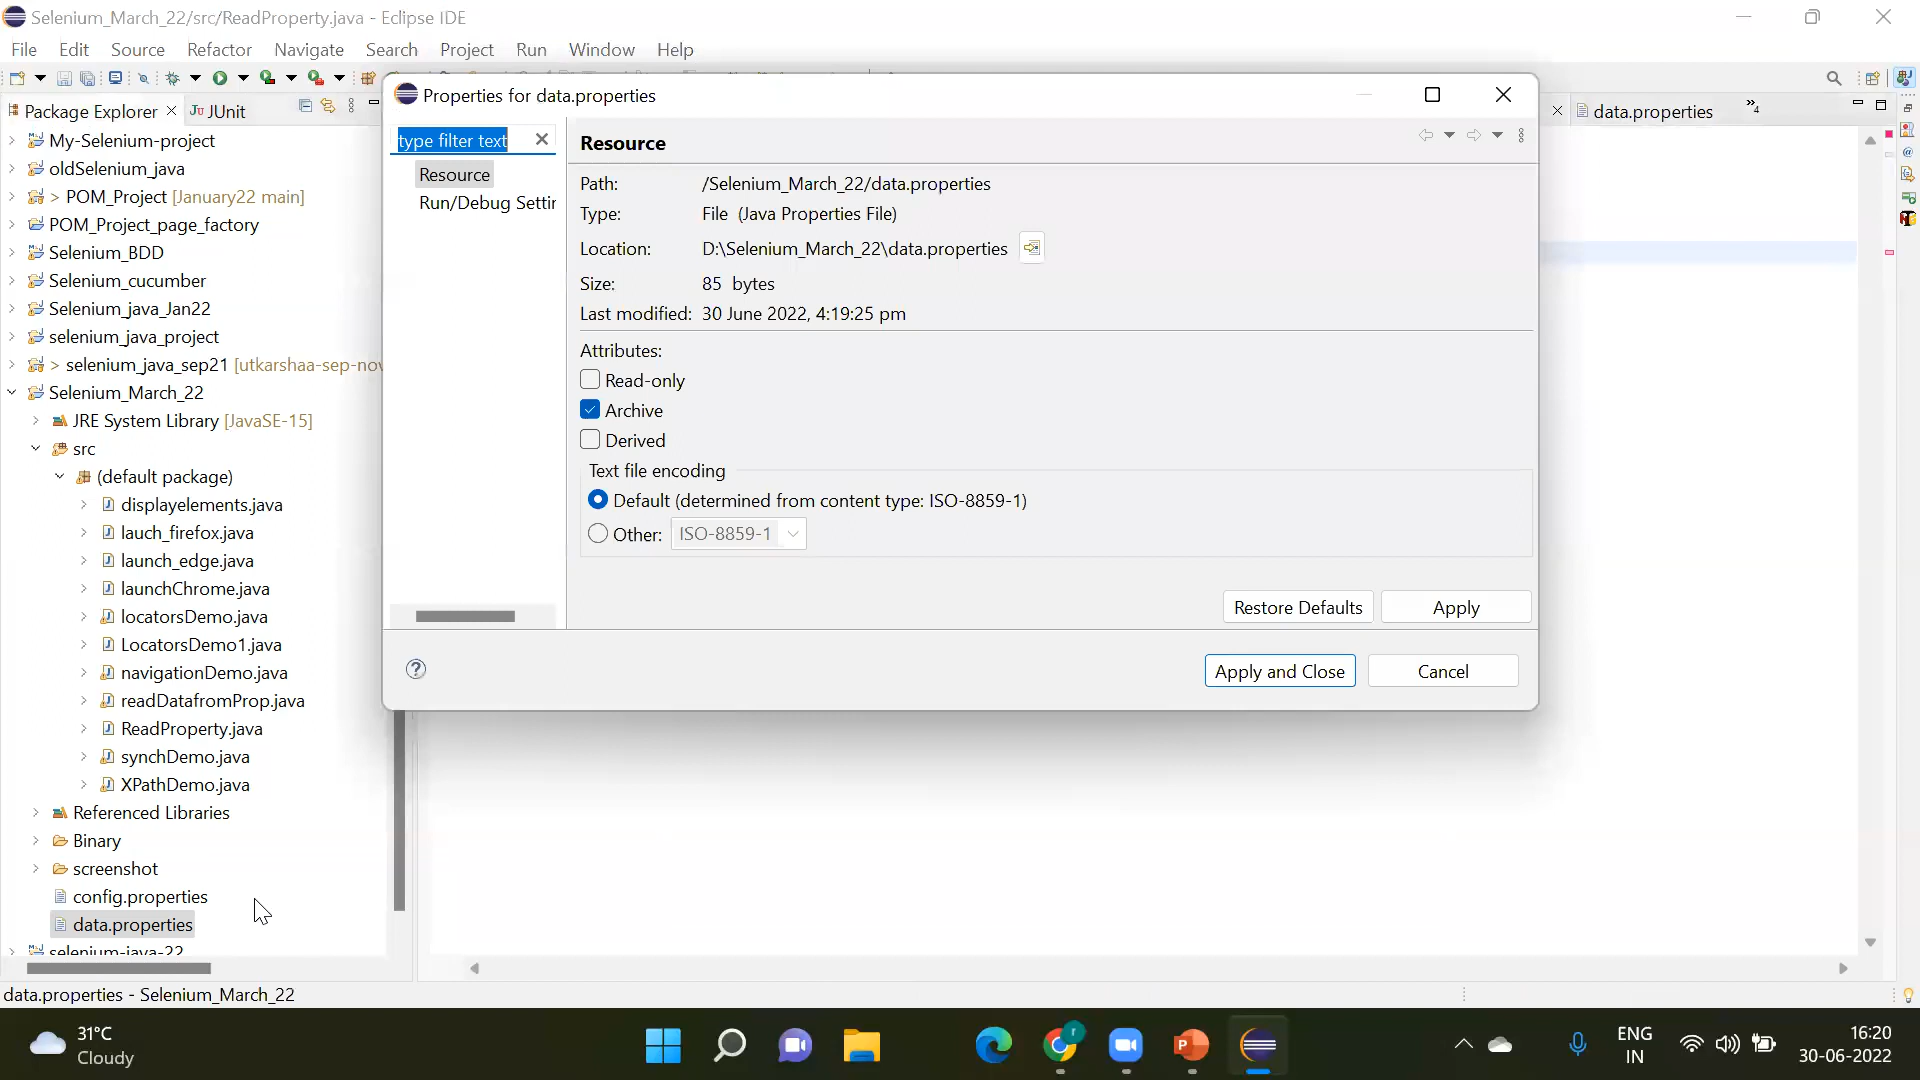 Selenium_March_22/src/ReadProperty.java - Eclipse IDE
File Edit Source Refactor Navigate Search Project Run Window Help
Package Explorer JUnit
data.properties
4
My-Selenium-project
oldSelenium_java
> POM_Project [January22 main]
POM_Project_page_factory
Selenium_BDD
Selenium_cucumber
Selenium_java_Jan22
selenium_java_project
> selenium_java_sep21 [utkarshaa-sep-nov
Selenium_March_22
JRE System Library [JavaSE-15]
src
(default package)
displayelements.java
lauch_firefox.java
launch_edge.java
launchChrome.java
locatorsDemo.java
LocatorsDemo1.java
navigationDemo.java
readDatafromProp.java
ReadProperty.java
synchDemo.java
XPathDemo.java
Referenced Libraries
Binary
screenshot
config.properties
data.properties
selenium-java-22
Properties for data.properties
type filter text
Resource
Run/Debug Settin
Resource
Path: /Selenium_March_22/data.properties
Type: File (Java Properties File)
Location: D:\Selenium_March_22\data.properties
Size: 85 bytes
Last modified: 30 June 2022, 4:19:25 pm
Attributes:
Read-only
Archive
Derived
Text file encoding
Default (determined from content type: ISO-8859-1)
Other: ISO-8859-1
Restore Defaults Apply
Apply and Close Cancel
data.properties - Selenium_March_22
31°C
Cloudy
ENG
IN
16:20
30-06-2022